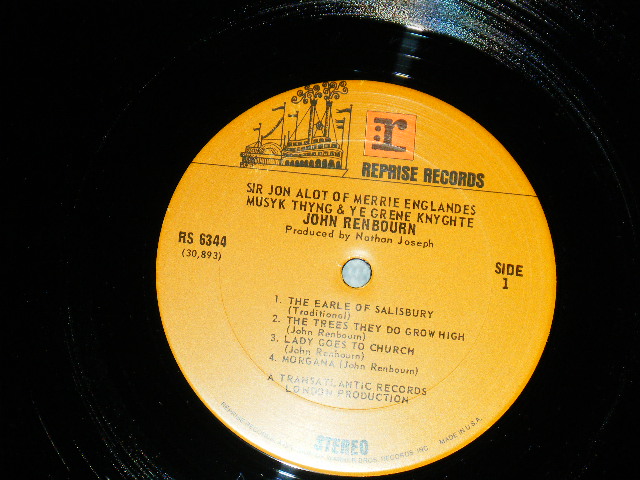 r
REPRISE RECORDS
SIR JON ALOT OF MERRIE ENGLANDES
MUSYK THYNG & YE GRENE KNYGHTE
JOHN RENBOURN
Produced by Nathan Joseph
RS 6344
(30,893)
SIDE
1
1. THE EARLE OF SALISBURY
(Traditional)
2. THE TREES THEY DO GROW HIGH
(John Renbourn)
3. LADY GOES TO CHURCH
(John Renbourn)
4. MORGANA (John Renbourn)
A TRANSATLANTIC RECORDS
LONDON PRODUCTION
STEREO
BROS. RECORDS INC. MADE IN U.S.A.